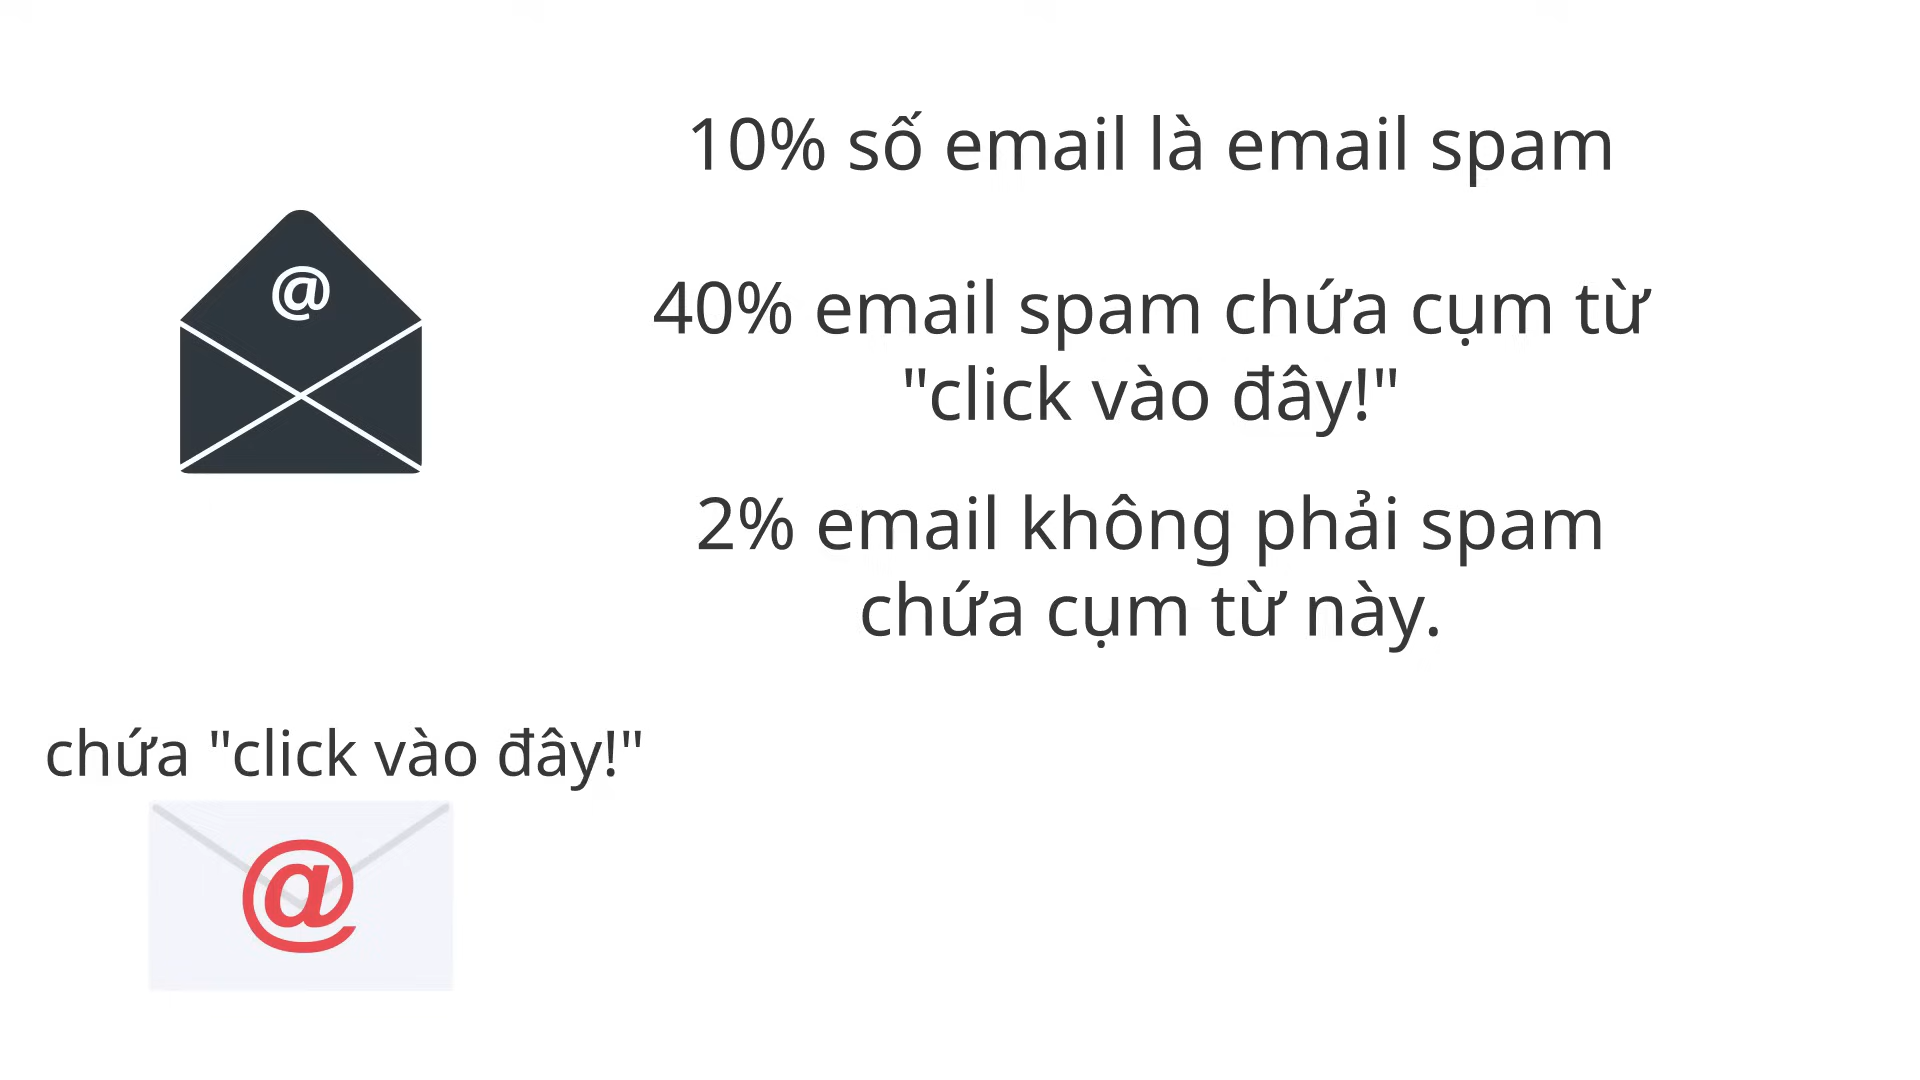 10% số email là email spam
@
40% email spam chứa cụm từ
"click vào đây!"
2% email không phải spam
chứa cụm từ này.
chứa "click vào đây!"
@